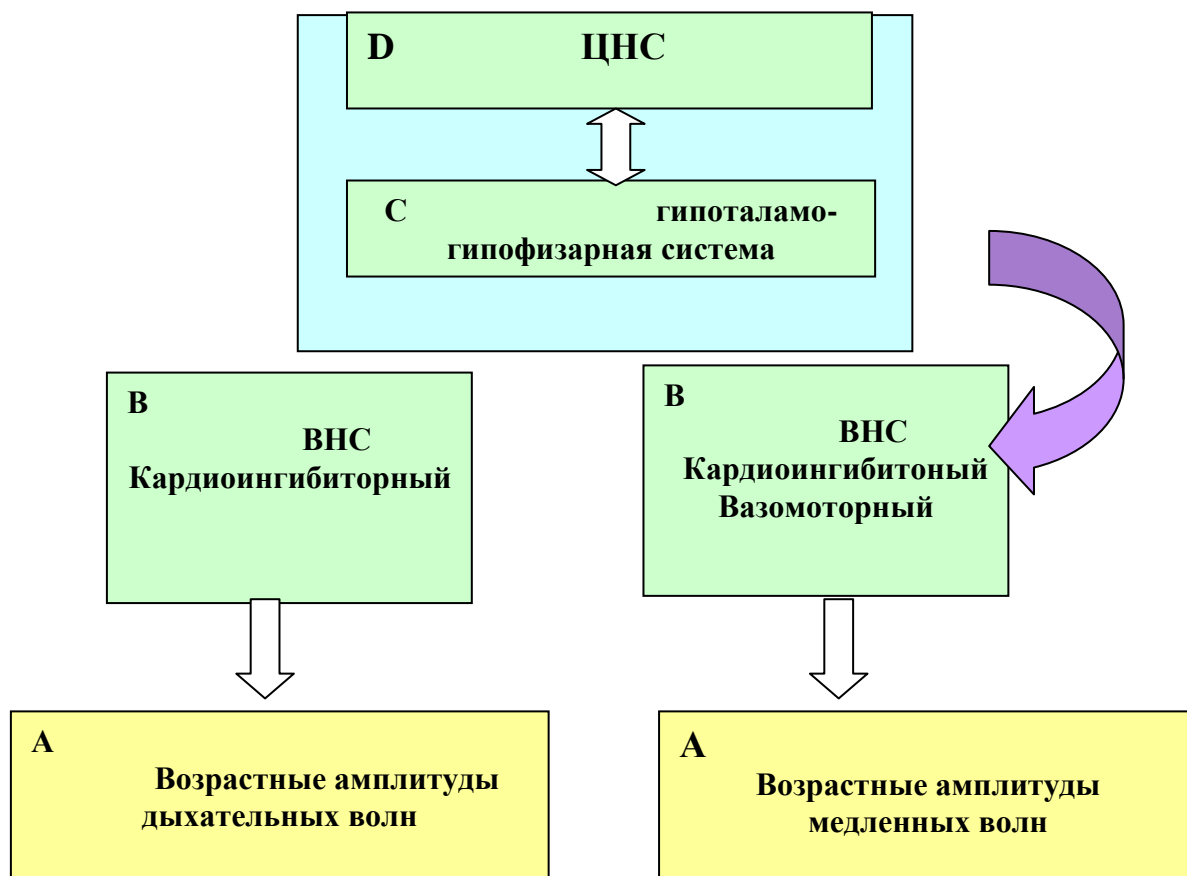 D ЦНС
С гипоталамо-
гипофизарная система
В
ВНС
Кардиоингибиторный
В
ВНС
Кардиоингибитоный
Вазомоторный
А
Возрастные амплитуды
дыхательных волн
А
Возрастные амплитуды
медленных волн